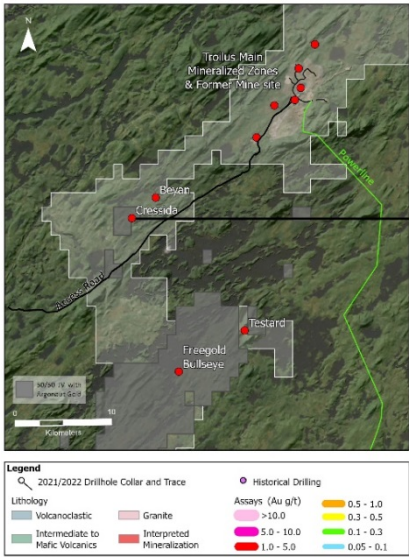 N
Troilus Main
Mineralized Zones
& Former Mine-site
Powerline
Beyan
Cressida
Access Road
Testard
Freegold
Bullseye
50/50 JV with
Argonaut Gold
0 10
Kilometers
Legend
2021/2022 Drillhole Collar and Trace
Historical Drilling
Lithology
Volcanoclastic
Granite
Intermediate to
Mafic Volcanics
Interpreted
Mineralization
Assays (Au g/t)
>10.0
5.0 - 10.0
1.0 - 5.0
0.5 - 1.0
0.3 - 0.5
0.1 - 0.3
0.05 - 0.1